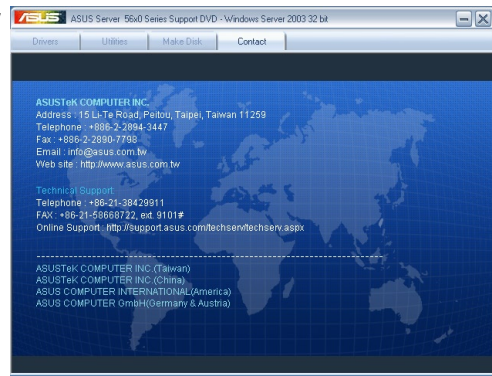 ASUS ASUS Server 56x0 Series Support DVD - Windows Server 2003 32 bit
Drivers Utilities Make Disk Contact
ASUSTeK COMPUTER INC.
Address : 15 Li-Te Road, Peitou, Taipei, Taiwan 11259
Telephone : +886-2-2894-3447
Fax : +886-2-2890-7798
Email : info@asus.com.tw
Web site : http://www.asus.com.tw
Technical Support
Telephone : +86-21-38429911
FAX : +86-21-58668722, ext. 9101#
Online Support : http://support.asus.com/techserv/techserv.aspx
ASUSTeK COMPUTER INC.(Taiwan)
ASUSTeK COMPUTER INC.(China)
ASUS COMPUTER INTERNATIONAL(America)
ASUS COMPUTER GmbH(Germany & Austria)